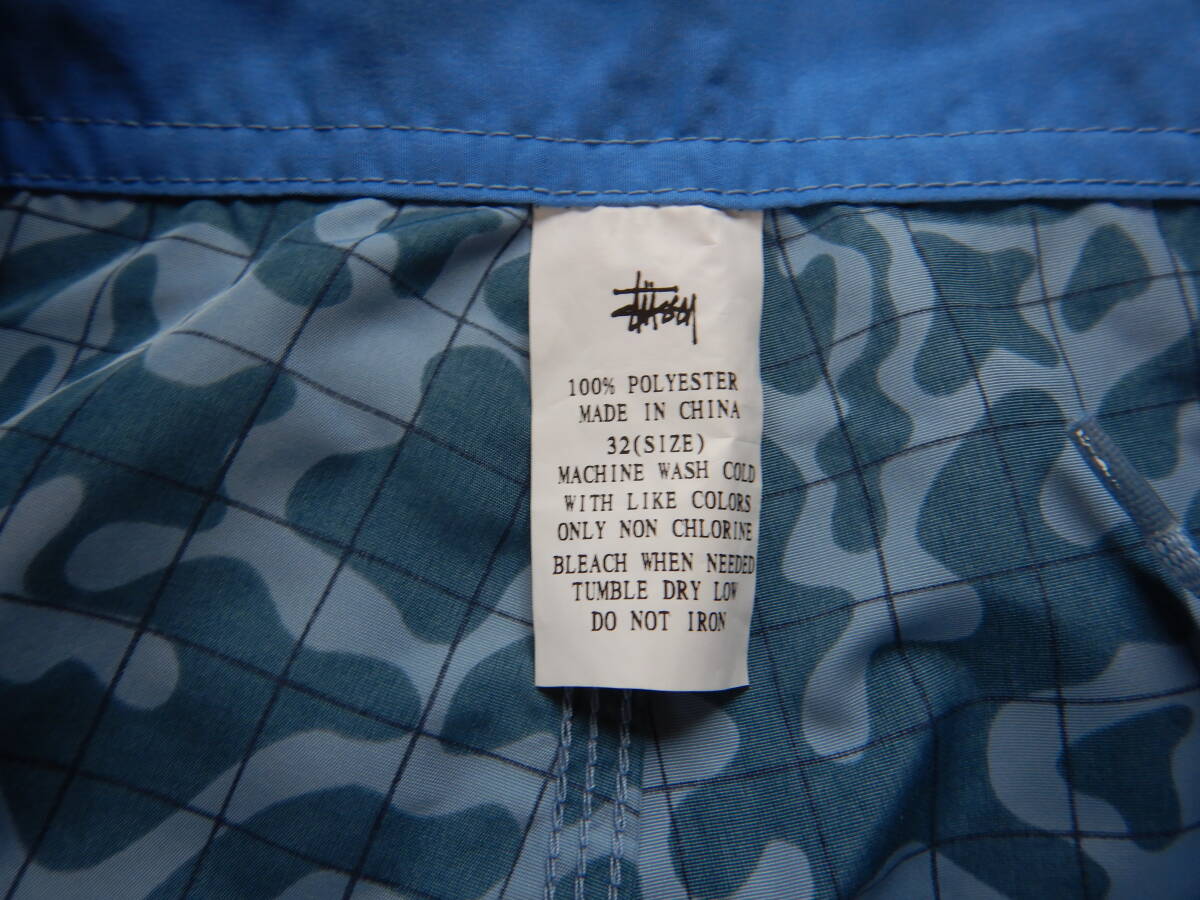 Stüssy
100% POLYESTER
MADE IN CHINA
32(SIZE)
MACHINE WASH COLD
WITH LIKE COLORS
ONLY NON CHLORINE
BLEACH WHEN NEEDED
TUMBLE DRY LOW
DO NOT IRON